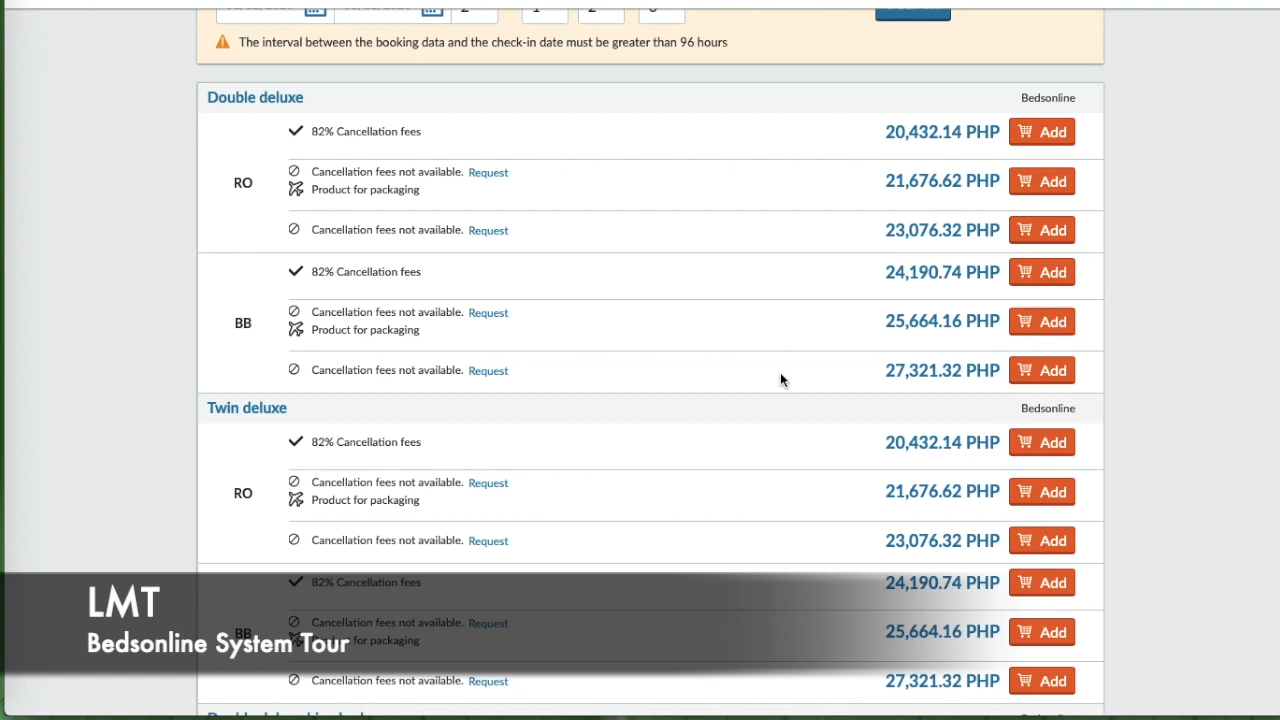 The interval between the booking data and the check-in date must be greater than 96 hours
Double deluxe Bedsonline
82% Cancellation fees 20,432.14 PHP Add
RO Cancellation fees not available. Request 21,676.62 PHP Add
Product for packaging
Cancellation fees not available. Request 23,076.32 PHP Add
82% Cancellation fees 24,190.74 PHP Add
BB Cancellation fees not available. Request 25,664.16 PHP Add
Product for packaging
Cancellation fees not available. Request 27,321.32 PHP Add
Twin deluxe Bedsonline
82% Cancellation fees 20,432.14 PHP Add
RO Cancellation fees not available. Request 21,676.62 PHP Add
Product for packaging
Cancellation fees not available. Request 23,076.32 PHP Add
82% Cancellation fees 24,190.74 PHP Add
LMT
BB Cancellation fees not available. Request 25,664.16 PHP Add
for packaging
Bedsonline System Tour
Cancellation fees not available. Request 27,321.32 PHP Add